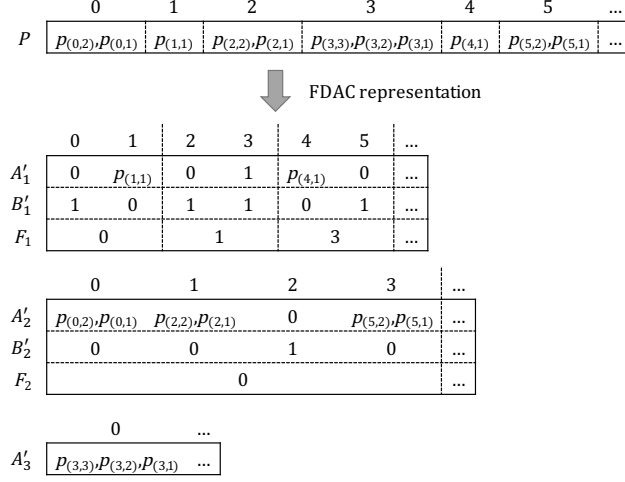 0 1 2 3 4 5 ...
P p(0,2),p(0,1) p(1,1) p(2,2),p(2,1) p(3,3),p(3,2),p(3,1) p(4,1) p(5,2),p(5,1) ...
FDAC representation
0 1 2 3 4 5 ...
A′1 0 p(1,1) 0 1 p(4,1) 0 ...
B′1 1 0 1 1 0 1 ...
F1 0 1 3 ...
0 1 2 3 ...
A′2 p(0,2),p(0,1) p(2,2),p(2,1) 0 p(5,2),p(5,1) ...
B′2 0 0 1 0 ...
F2 0 ...
0 ...
A′3 p(3,3),p(3,2),p(3,1) ...